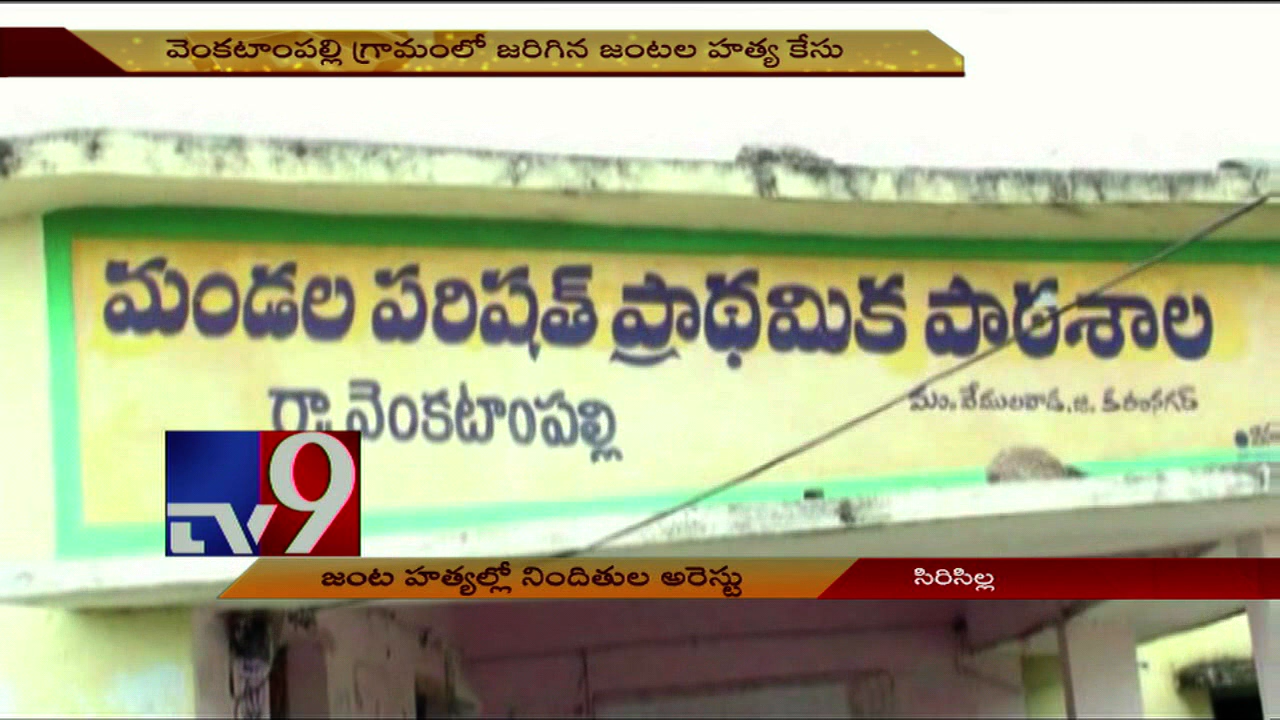 వెంకటాంపల్లి గ్రామంలో జరిగిన జంటల హత్య కేసు
మండల పరిషత్ ప్రాథమిక పాఠశాల
గ్రా౹౹వెంకటాంపల్లి
మం.వేములవాడ.జి. కరీంనగర్
TV9
జంట హత్యల్లో నిందితుల అరెస్టు
సిరిసిల్ల